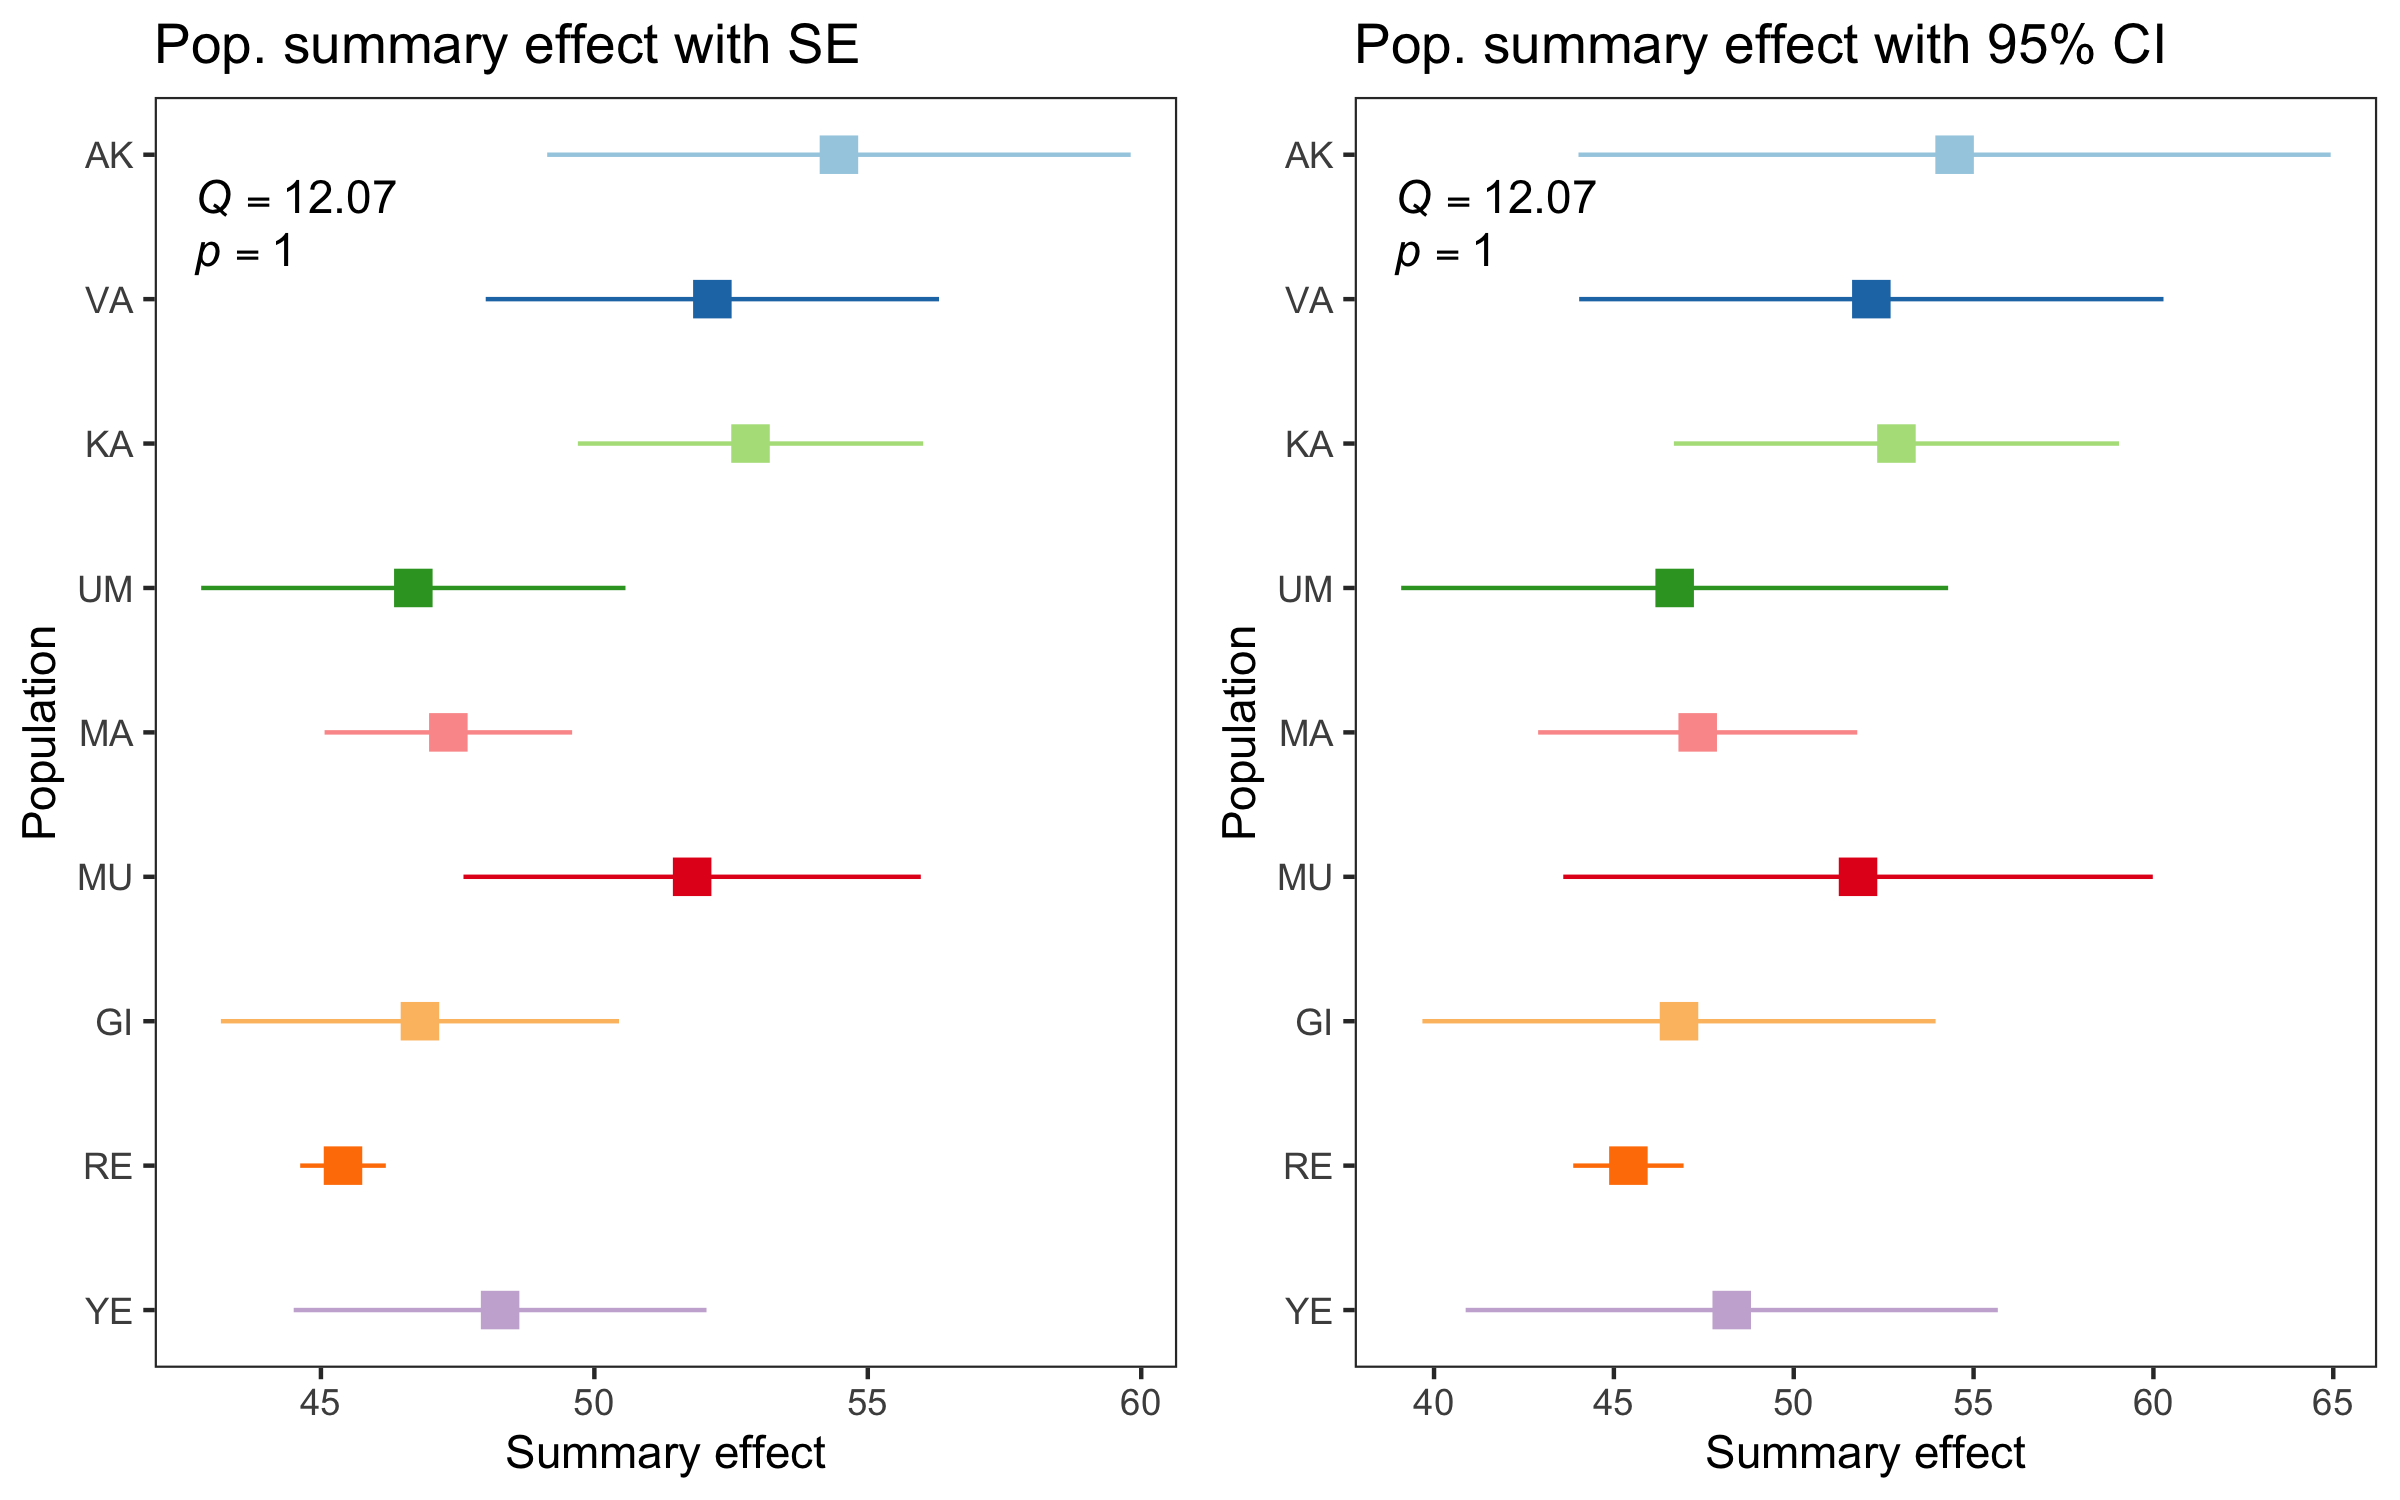 Pop. summary effect with SE
Q = 12.07
p = 1
AK
VA
KA
UM
MA
MU
GI
RE
YE
Population
45 50 55 60
Summary effect
Pop. summary effect with 95% CI
Q = 12.07
p = 1
AK
VA
KA
UM
MA
MU
GI
RE
YE
Population
40 45 50 55 60 65
Summary effect